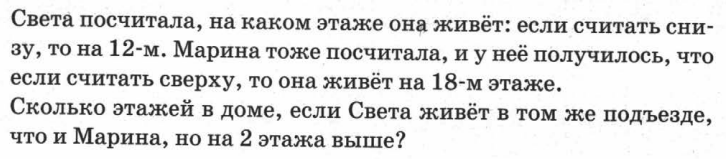 Света посчитала, на каком этаже она живёт: если считать сни-
зу, то на 12-м. Марина тоже посчитала, и у неё получилось, что
если считать сверху, то она живёт на 18-м этаже.
Сколько этажей в доме, если Света живёт в том же подъезде,
что и Марина, но на 2 этажа выше?